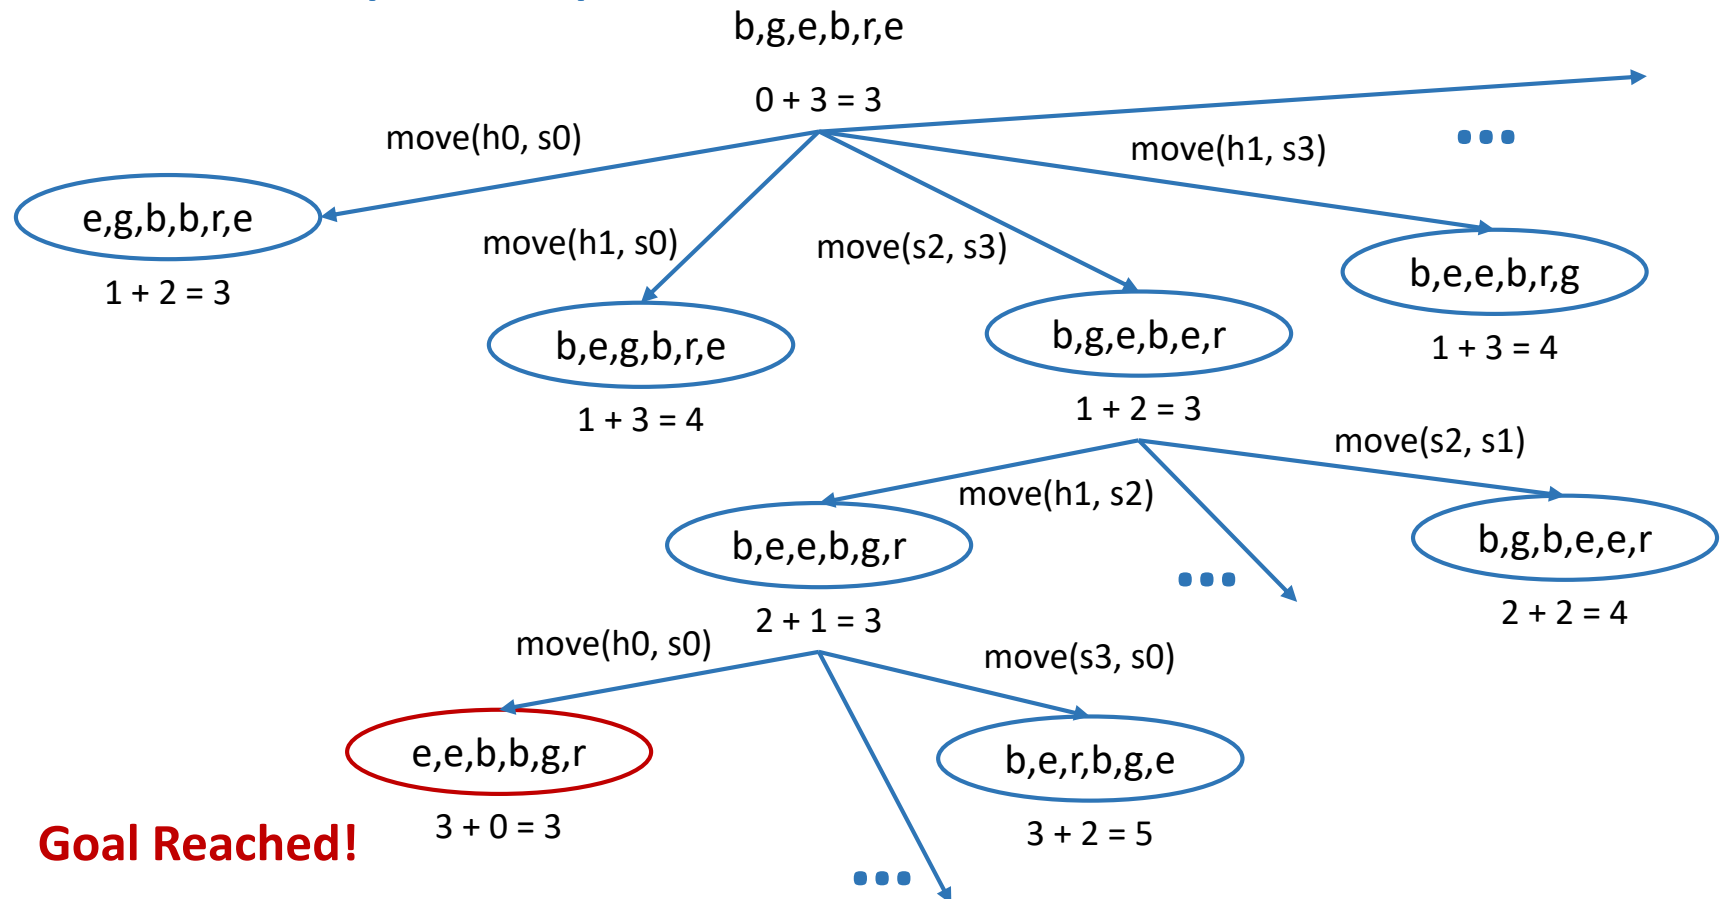 b,g,e,b,r,e
0 + 3 = 3
move(h0, s0)
move(h1, s3)
...
e,g,b,b,r,e
1 + 2 = 3
move(h1, s0)
move(s2, s3)
b,e,e,b,r,g
1 + 3 = 4
b,e,g,b,r,e
1 + 3 = 4
b,g,e,b,e,r
1 + 2 = 3
move(s2, s1)
move(h1, s2)
b,e,e,b,g,r
2 + 1 = 3
...
b,g,b,e,e,r
2 + 2 = 4
move(h0, s0)
move(s3, s0)
e,e,b,b,g,r
3 + 0 = 3
b,e,r,b,g,e
3 + 2 = 5
Goal Reached!
...